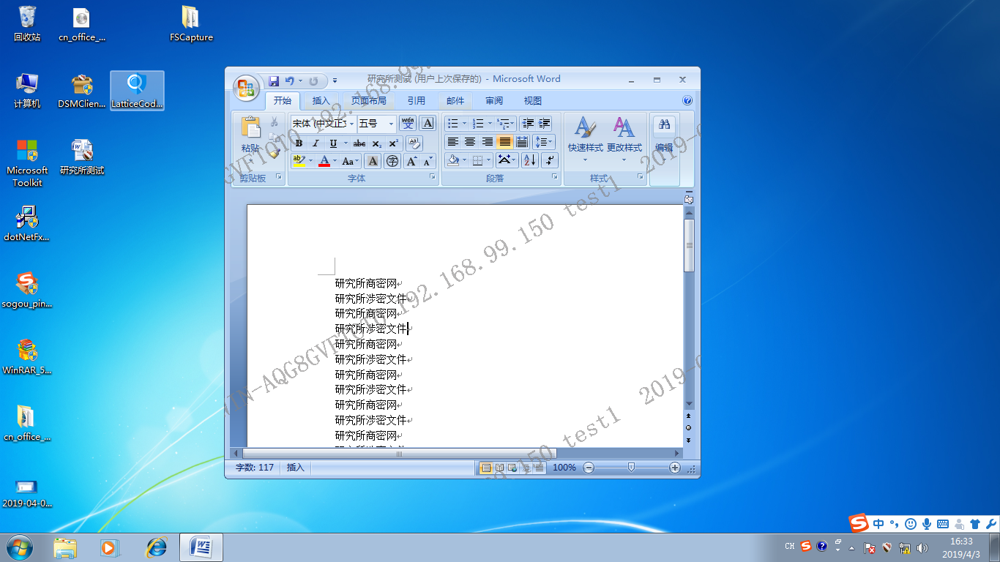 回收站
cn_office_...
FSCapture
计算机
DSMClien...
LatticeCod...
Microsoft
Toolkit
研究所测试
dotNetFx...
sogou_pin...
WinRAR_5...
cn_office_...
2019-04-0...
研究所测试 (用户上次保存的) - Microsoft Word
开始 插入 页面布局 引用 邮件 审阅 视图
宋体 (中文正文 五号
粘贴
快速样式 更改样式 编辑
剪贴板 字体 段落 样式
研究所商密网
研究所涉密文件
研究所商密网
研究所涉密文件
研究所商密网
研究所涉密文件
研究所商密网
研究所涉密文件
研究所商密网
研究所涉密文件
研究所商密网
WIN-AQG8GVFTOTO 192.168.99.150 test1 2019-0
GVFTOTO 192.168.99.
99.150 test1 2019-0
字数: 117 插入 100%
中
CH
16:33
2019/4/3